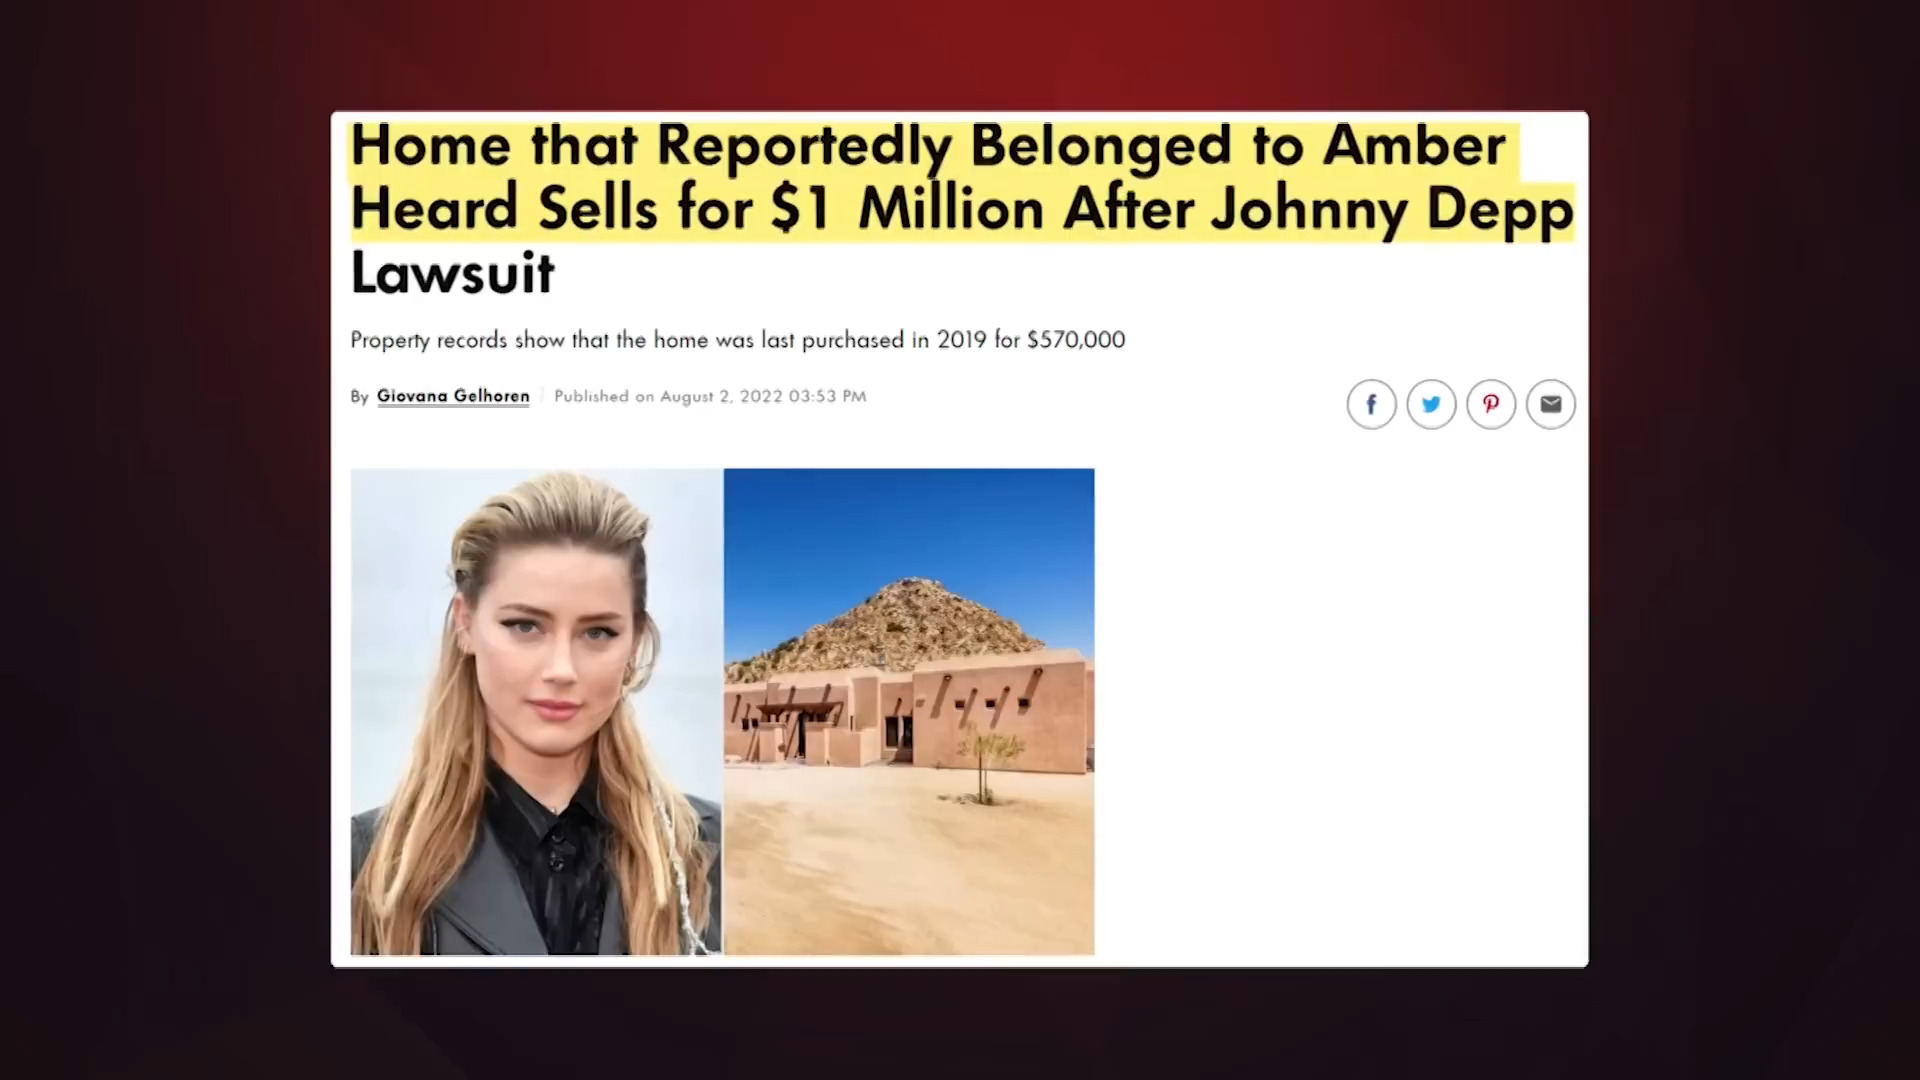 Home that Reportedly Belonged to Amber
Heard Sells for $1 Million After Johnny Depp
Lawsuit
Property records show that the home was last purchased in 2019 for $570,000
By Giovana Gelhoren Published on August 2, 2022 03:53 PM